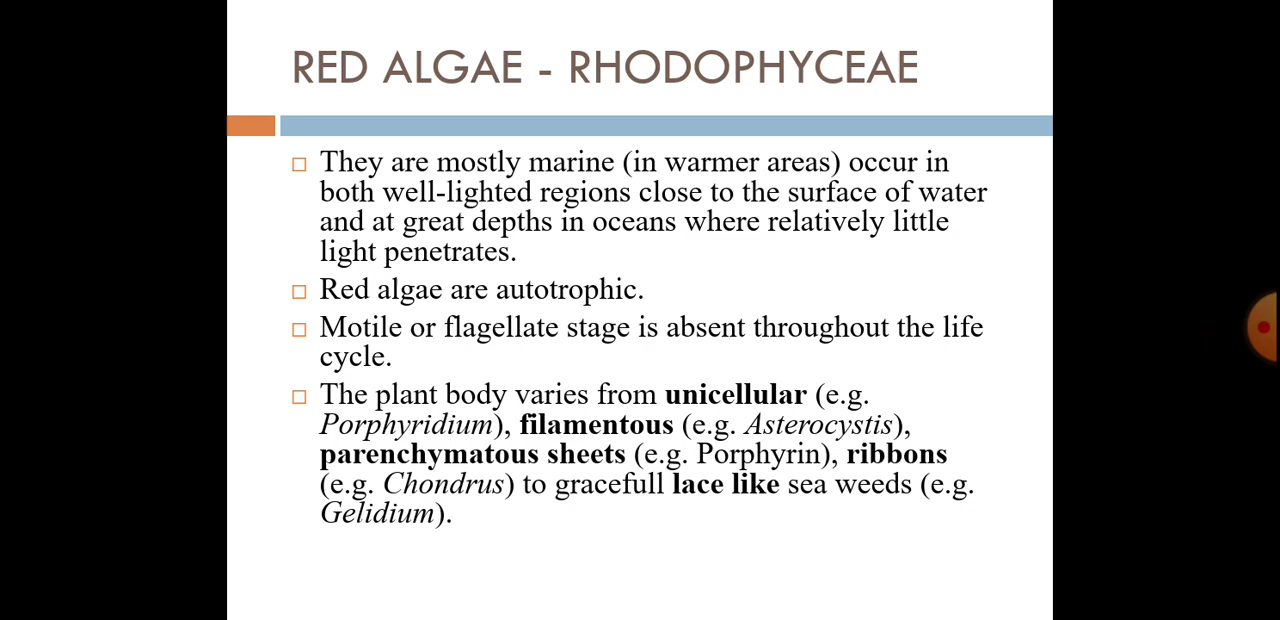 RED ALGAE - RHODOPHYCEAE
They are mostly marine (in warmer areas) occur in
both well-lighted regions close to the surface of water
and at great depths in oceans where relatively little
light penetrates.
Red algae are autotrophic.
Motile or flagellate stage is absent throughout the life
cycle.
The plant body varies from unicellular (e.g.
Porphyridium), filamentous (e.g. Asterocystis),
parenchymatous sheets (e.g. Porphyrin), ribbons
(e.g. Chondrus) to gracefull lace like sea weeds (e.g.
Gelidium).